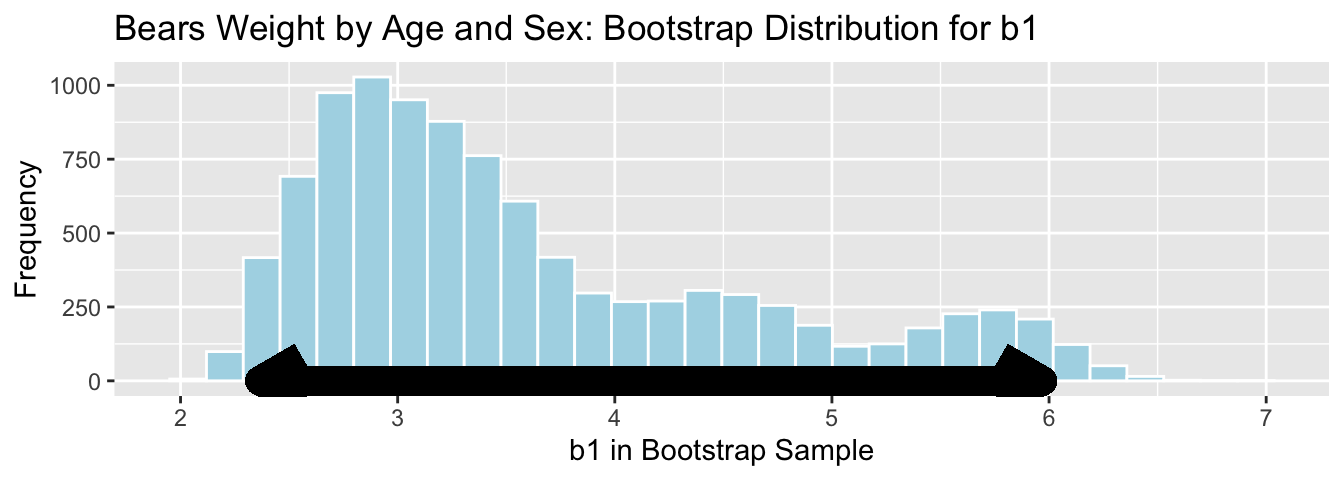 Bears Weight by Age and Sex: Bootstrap Distribution for b1
Frequency
1000
750
500
250
0
2 3 4 5 6 7
b1 in Bootstrap Sample